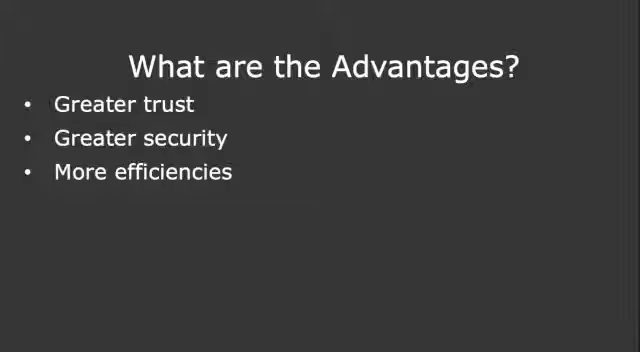 What are the Advantages?
• Greater trust
• Greater security
• More efficiencies